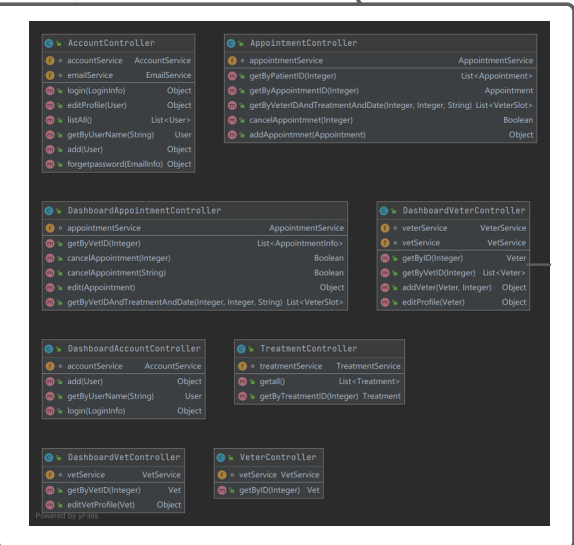 AccountController
accountService AccountService
emailService EmailService
login(LoginInfo) Object
editProfile(User) Object
listAll() List<User>
getByUserName(String) User
add(User) Object
forgetpassword(EmailInfo) Object
AppointmentController
appointmentService AppointmentService
getByPatientID(Integer) List<Appointment>
getByAppointmentID(Integer) Appointment
getByVeterIDAndTreatmentAndDate(Integer, Integer, String) List<VeterSlot>
cancelAppointmnet(Integer) Boolean
addAppointmnet(Appointment) Object
DashboardAppointmentController
appointmentService AppointmentService
getByVetID(Integer) List<AppointmentInfo>
cancelAppointment(Integer) Boolean
cancelAppointment(String) Boolean
edit(Appointment) Object
getByVetIDAndTreatmentAndDate(Integer, Integer, String) List<VeterSlot>
DashboardVeterController
veterService VeterService
vetService VetService
getByID(Integer) Veter
getByVetID(Integer) List<Veter>
addVeter(Veter, Integer) Object
editProfile(Veter) Object
DashboardAccountController
accountService AccountService
add(User) Object
getByUserName(String) User
login(LoginInfo) Object
TreatmentController
treatmentService TreatmentService
getall() List<Treatment>
getByTreatmentID(Integer) Treatment
DashboardVetController
vetService VetService
getByVetID(Integer) Vet
editVetProfile(Vet) Object
VeterController
vetService VetService
getByID(Integer) Vet
Powered by yFiles